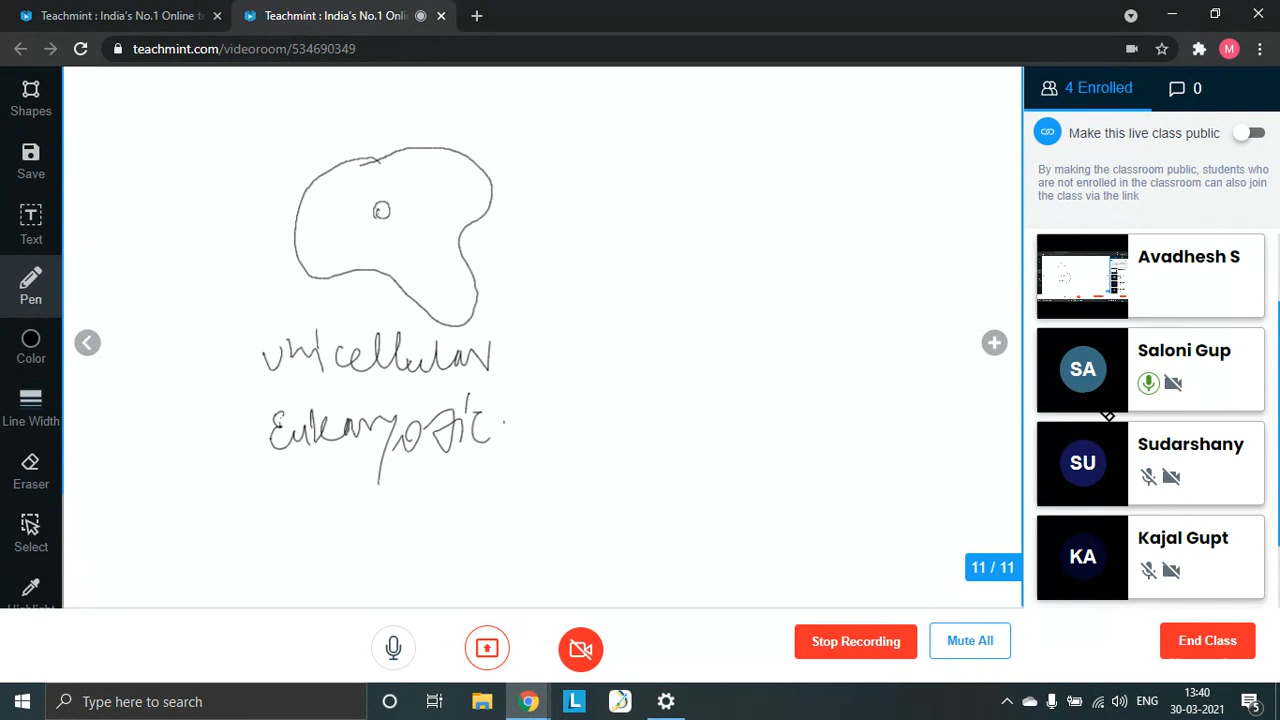 Teachmint : India's No.1 Online ta
Teachmint : India's No.1 Onli
teachmint.com/videoroom/534690349
M
Shapes
Save
Text
Pen
Color
Line Width
Eraser
Select
Highlight
unicellular
Eukaryotic
11 / 11
4 Enrolled
0
Make this live class public
By making the classroom public, students who
are not enrolled in the classroom can also join
the class via the link
Avadhesh S
SA
Saloni Gup
SU
Sudarshany
KA
Kajal Gupt
Stop Recording
Mute All
End Class
Type here to search
L
ENG
13:40
30-03-2021
5